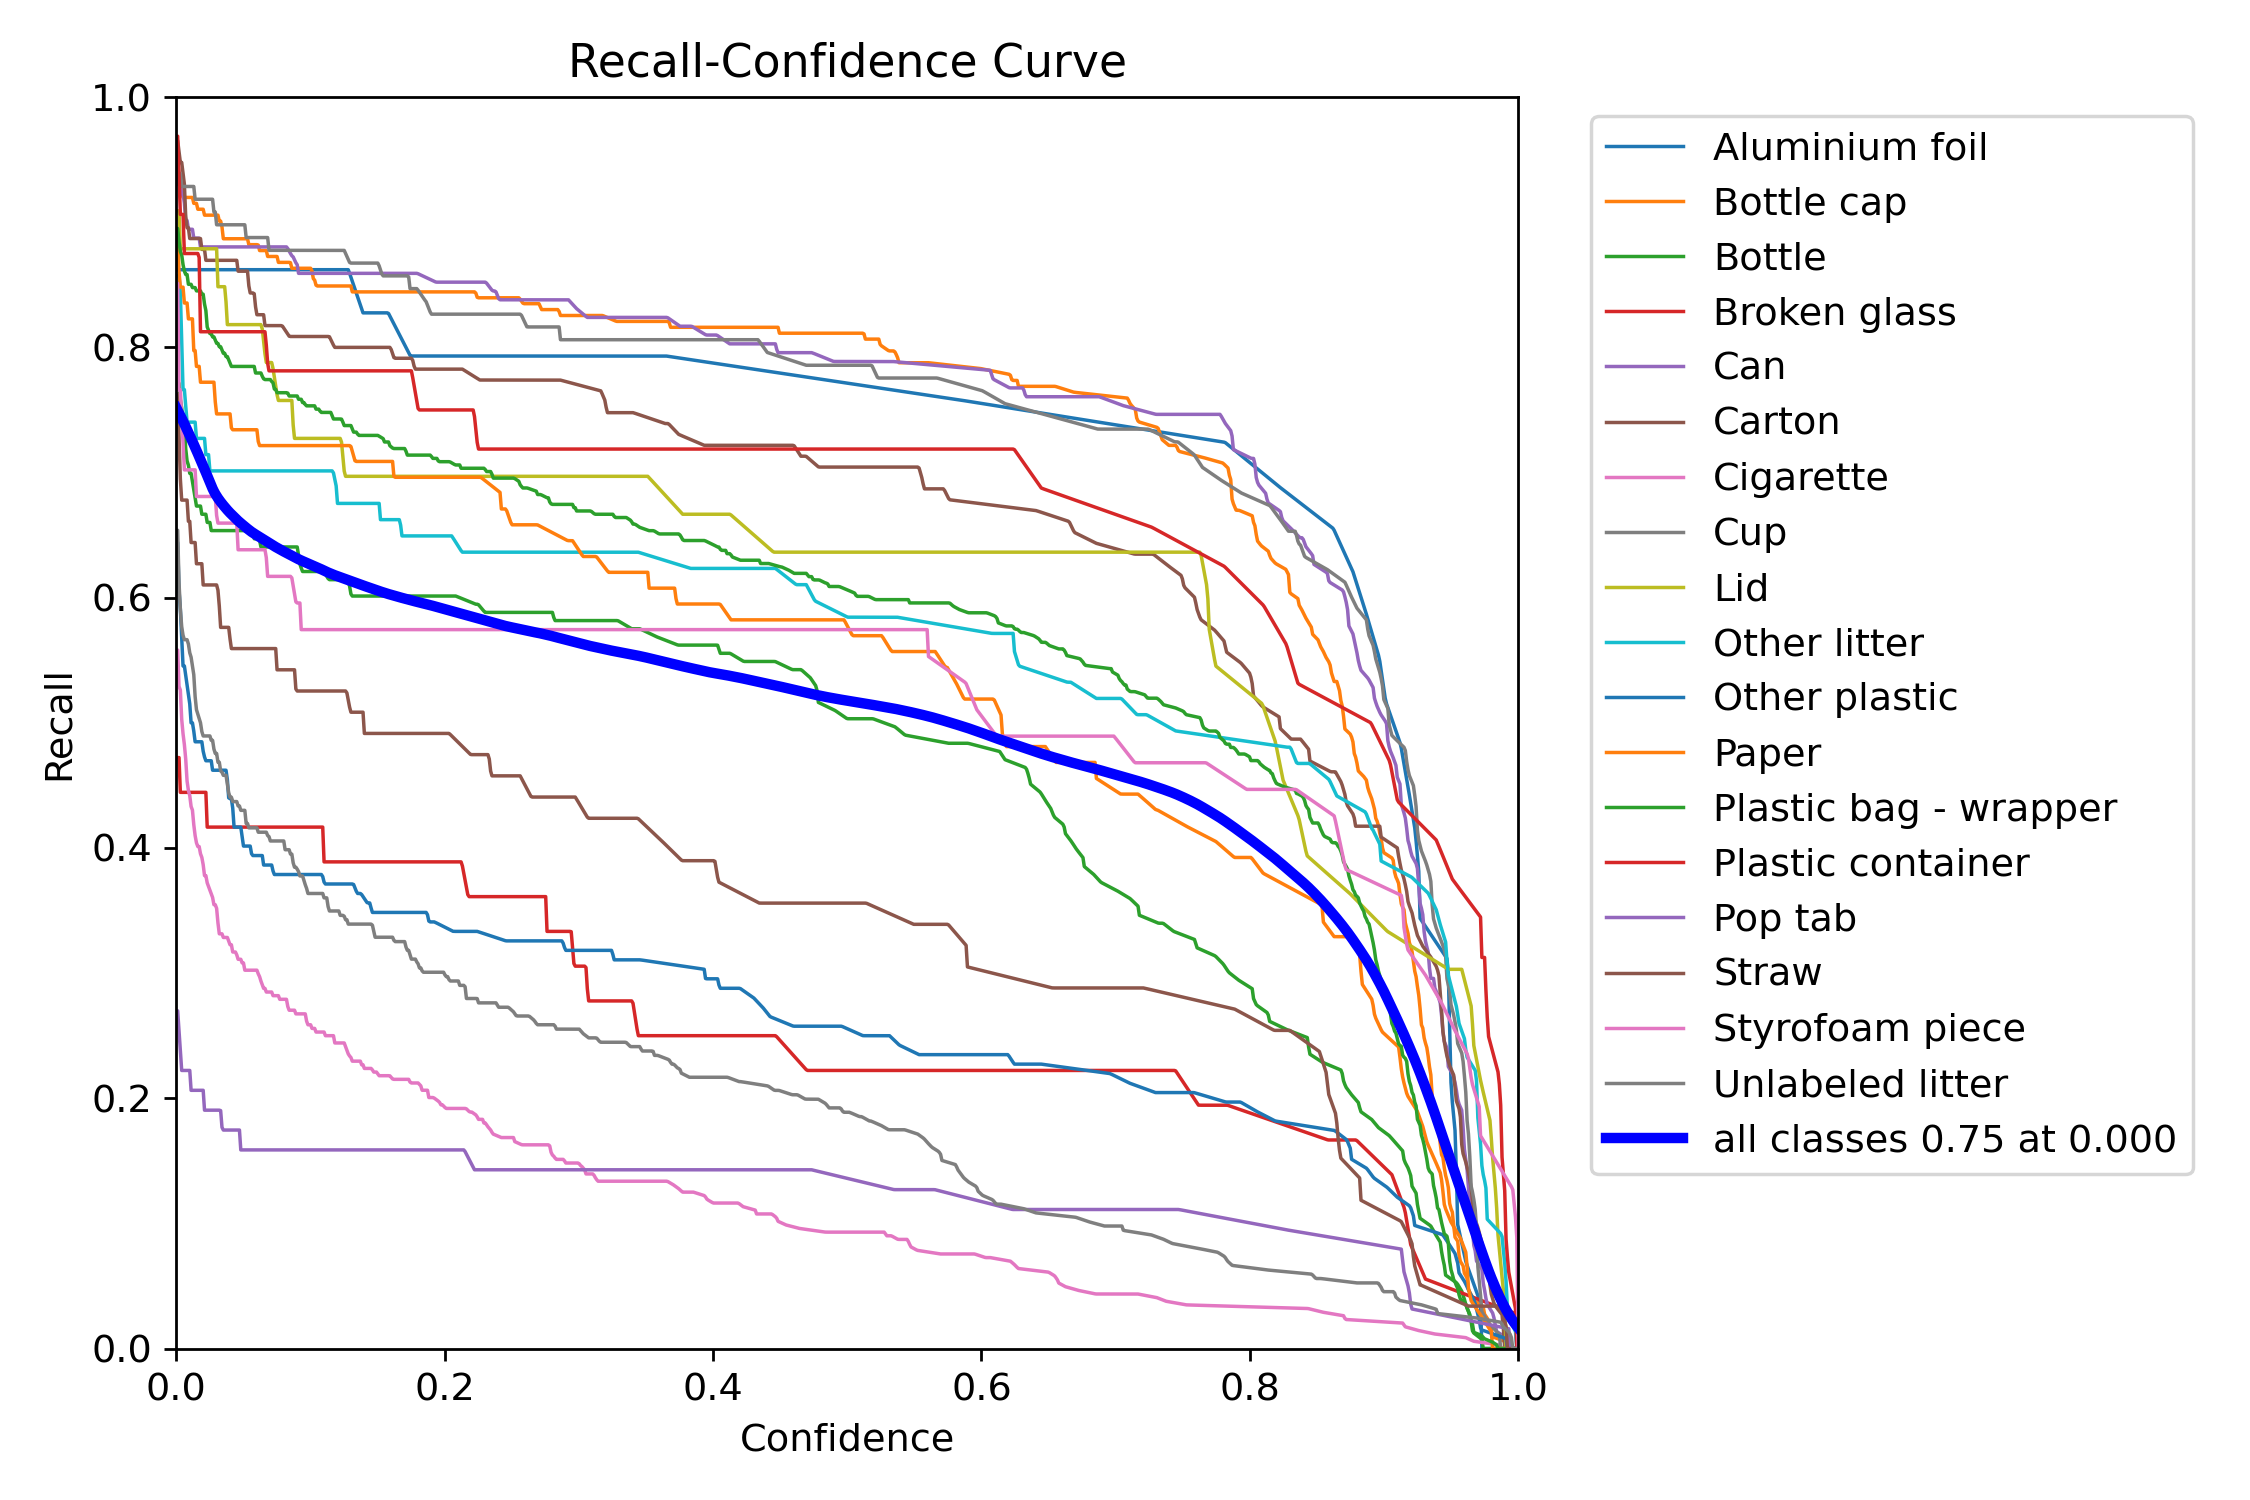 Recall-Confidence Curve
1.0
0.8
0.6
0.4
0.2
0.0
Recall
0.0 0.2 0.4 0.6 0.8 1.0
Confidence
Aluminium foil
Bottle cap
Bottle
Broken glass
Can
Carton
Cigarette
Cup
Lid
Other litter
Other plastic
Paper
Plastic bag - wrapper
Plastic container
Pop tab
Straw
Styrofoam piece
Unlabeled litter
all classes 0.75 at 0.000